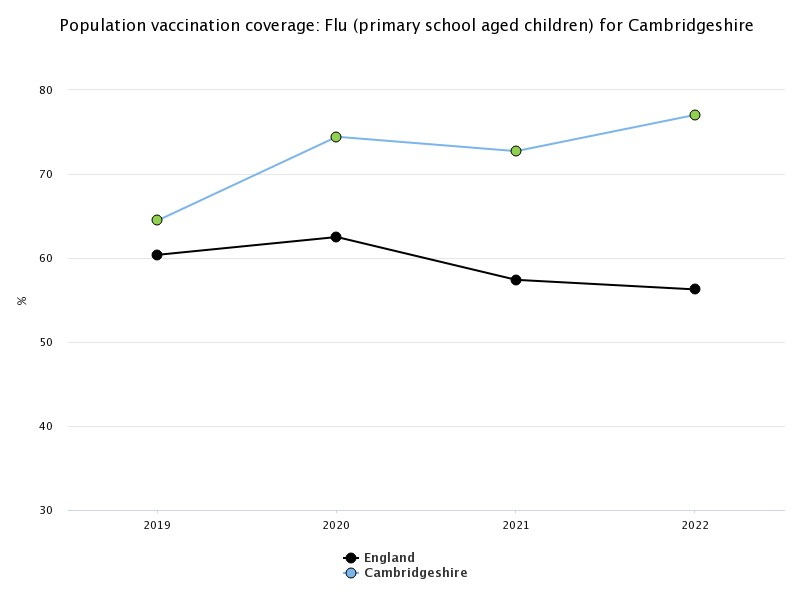 Population vaccination coverage: Flu (primary school aged children) for Cambridgeshire
80
70
60
%
50
40
30
2019 2020 2021 2022
England
Cambridgeshire